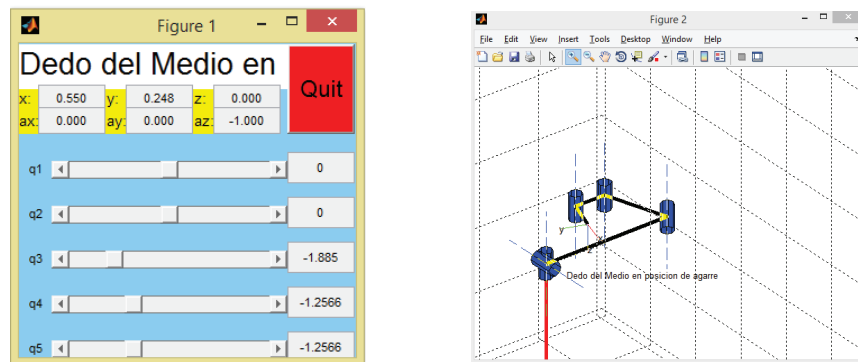 Figure 1
Dedo del Medio en
Quit
x: 0.550 y: 0.248 z: 0.000
ax: 0.000 ay: 0.000 az: -1.000
q1 0
q2 0
q3 -1.885
q4 -1.2566
q5 -1.2566
Figure 2
File Edit View Insert Tools Desktop Window Help
y
x
z
Dedo del Medio en posicion de agarre